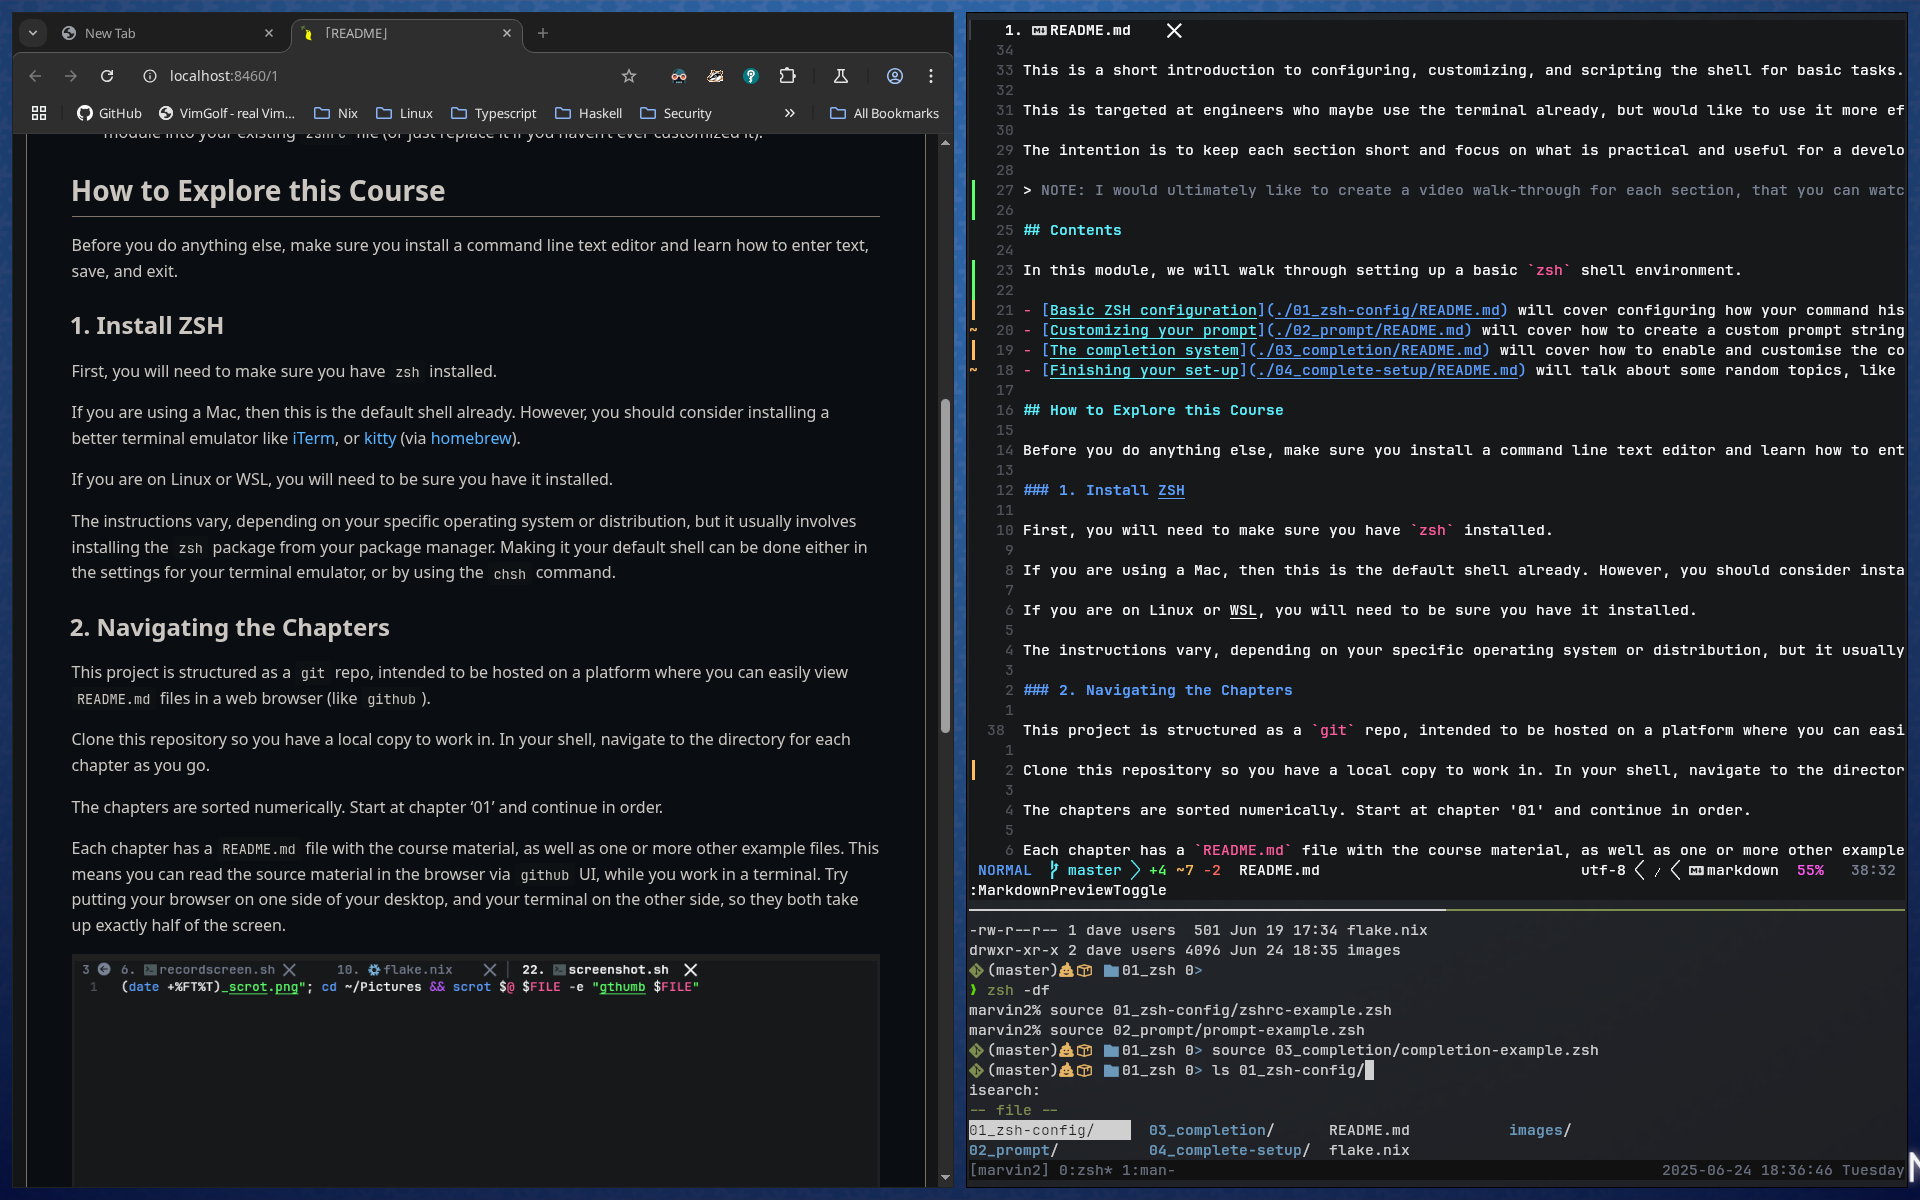 New Tab
[README]
localhost:8460/1
GitHub
VimGolf - real Vim...
Nix
Linux
Typescript
Haskell
Security
All Bookmarks
module into your existing zshrc file (or just replace it if you haven't ever customized it).
How to Explore this Course
Before you do anything else, make sure you install a command line text editor and learn how to enter text,
save, and exit.
1. Install ZSH
First, you will need to make sure you have zsh installed.
If you are using a Mac, then this is the default shell already. However, you should consider installing a
better terminal emulator like iTerm, or kitty (via homebrew).
If you are on Linux or WSL, you will need to be sure you have it installed.
The instructions vary, depending on your specific operating system or distribution, but it usually involves
installing the zsh package from your package manager. Making it your default shell can be done either in
the settings for your terminal emulator, or by using the chsh command.
2. Navigating the Chapters
This project is structured as a git repo, intended to be hosted on a platform where you can easily view
README.md files in a web browser (like github ).
Clone this repository so you have a local copy to work in. In your shell, navigate to the directory for each
chapter as you go.
The chapters are sorted numerically. Start at chapter ‘01’ and continue in order.
Each chapter has a README.md file with the course material, as well as one or more other example files. This
means you can read the source material in the browser via github UI, while you work in a terminal. Try
putting your browser on one side of your desktop, and your terminal on the other side, so they both take
up exactly half of the screen.
3 6. recordscreen.sh 10. flake.nix 22. screenshot.sh
1 (date +%FT%T)_scrot.png"; cd ~/Pictures && scrot $@ $FILE -e "gthumb $FILE"
1. README.md
34
33 This is a short introduction to configuring, customizing, and scripting the shell for basic tasks.
32
31 This is targeted at engineers who maybe use the terminal already, but would like to use it more ef
30
29 The intention is to keep each section short and focus on what is practical and useful for a develo
28
27 > NOTE: I would ultimately like to create a video walk-through for each section, that you can watc
26
25 ## Contents
24
23 In this module, we will walk through setting up a basic `zsh` shell environment.
22
21 - [Basic ZSH configuration](./01_zsh-config/README.md) will cover configuring how your command his
~ 20 - [Customizing your prompt](./02_prompt/README.md) will cover how to create a custom prompt string
19 - [The completion system](./03_completion/README.md) will cover how to enable and customise the co
~ 18 - [Finishing your set-up](./04_complete-setup/README.md) will talk about some random topics, like
17
16 ## How to Explore this Course
15
14 Before you do anything else, make sure you install a command line text editor and learn how to ent
13
12 ### 1. Install ZSH
11
10 First, you will need to make sure you have `zsh` installed.
9
8 If you are using a Mac, then this is the default shell already. However, you should consider insta
7
6 If you are on Linux or WSL, you will need to be sure you have it installed.
5
4 The instructions vary, depending on your specific operating system or distribution, but it usually
3
2 ### 2. Navigating the Chapters
1
38 This project is structured as a `git` repo, intended to be hosted on a platform where you can easi
1
2 Clone this repository so you have a local copy to work in. In your shell, navigate to the director
3
4 The chapters are sorted numerically. Start at chapter '01' and continue in order.
5
6 Each chapter has a `README.md` file with the course material, as well as one or more other example
NORMAL master +4 ~7 -2 README.md utf-8 markdown 55% 38:32
:MarkdownPreviewToggle
-rw-r--r-- 1 dave users 501 Jun 19 17:34 flake.nix
drwxr-xr-x 2 dave users 4096 Jun 24 18:35 images
(master) 01_zsh 0>
❯ zsh -df
marvin2% source 01_zsh-config/zshrc-example.zsh
marvin2% source 02_prompt/prompt-example.zsh
(master) 01_zsh 0> source 03_completion/completion-example.zsh
(master) 01_zsh 0> ls 01_zsh-config/
isearch:
-- file --
01_zsh-config/ 03_completion/ README.md images/
02_prompt/ 04_complete-setup/ flake.nix
[marvin2] 0:zsh* 1:man- 2025-06-24 18:36:46 Tuesday